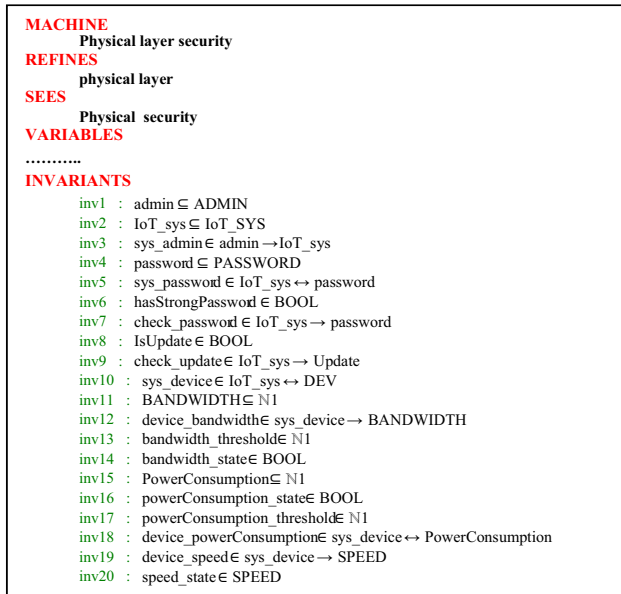 MACHINE
Physical layer security
REFINES
physical layer
SEES
Physical security
VARIABLES
………..
INVARIANTS
inv1 : admin ⊆ ADMIN
inv2 : IoT_sys ⊆ IoT_SYS
inv3 : sys_admin ∈ admin → IoT_sys
inv4 : password ⊆ PASSWORD
inv5 : sys_password ∈ IoT_sys ↔ password
inv6 : hasStrongPassword ∈ BOOL
inv7 : check_password ∈ IoT_sys → password
inv8 : IsUpdate ∈ BOOL
inv9 : check_update ∈ IoT_sys → Update
inv10 : sys_device ∈ IoT_sys ↔ DEV
inv11 : BANDWIDTH ⊆ ℕ1
inv12 : device_bandwidth ∈ sys_device → BANDWIDTH
inv13 : bandwidth_threshold ∈ ℕ1
inv14 : bandwidth_state ∈ BOOL
inv15 : PowerConsumption ⊆ ℕ1
inv16 : powerConsumption_state ∈ BOOL
inv17 : powerConsumption_threshold ∈ ℕ1
inv18 : device_powerConsumption ∈ sys_device ↔ PowerConsumption
inv19 : device_speed ∈ sys_device → SPEED
inv20 : speed_state ∈ SPEED